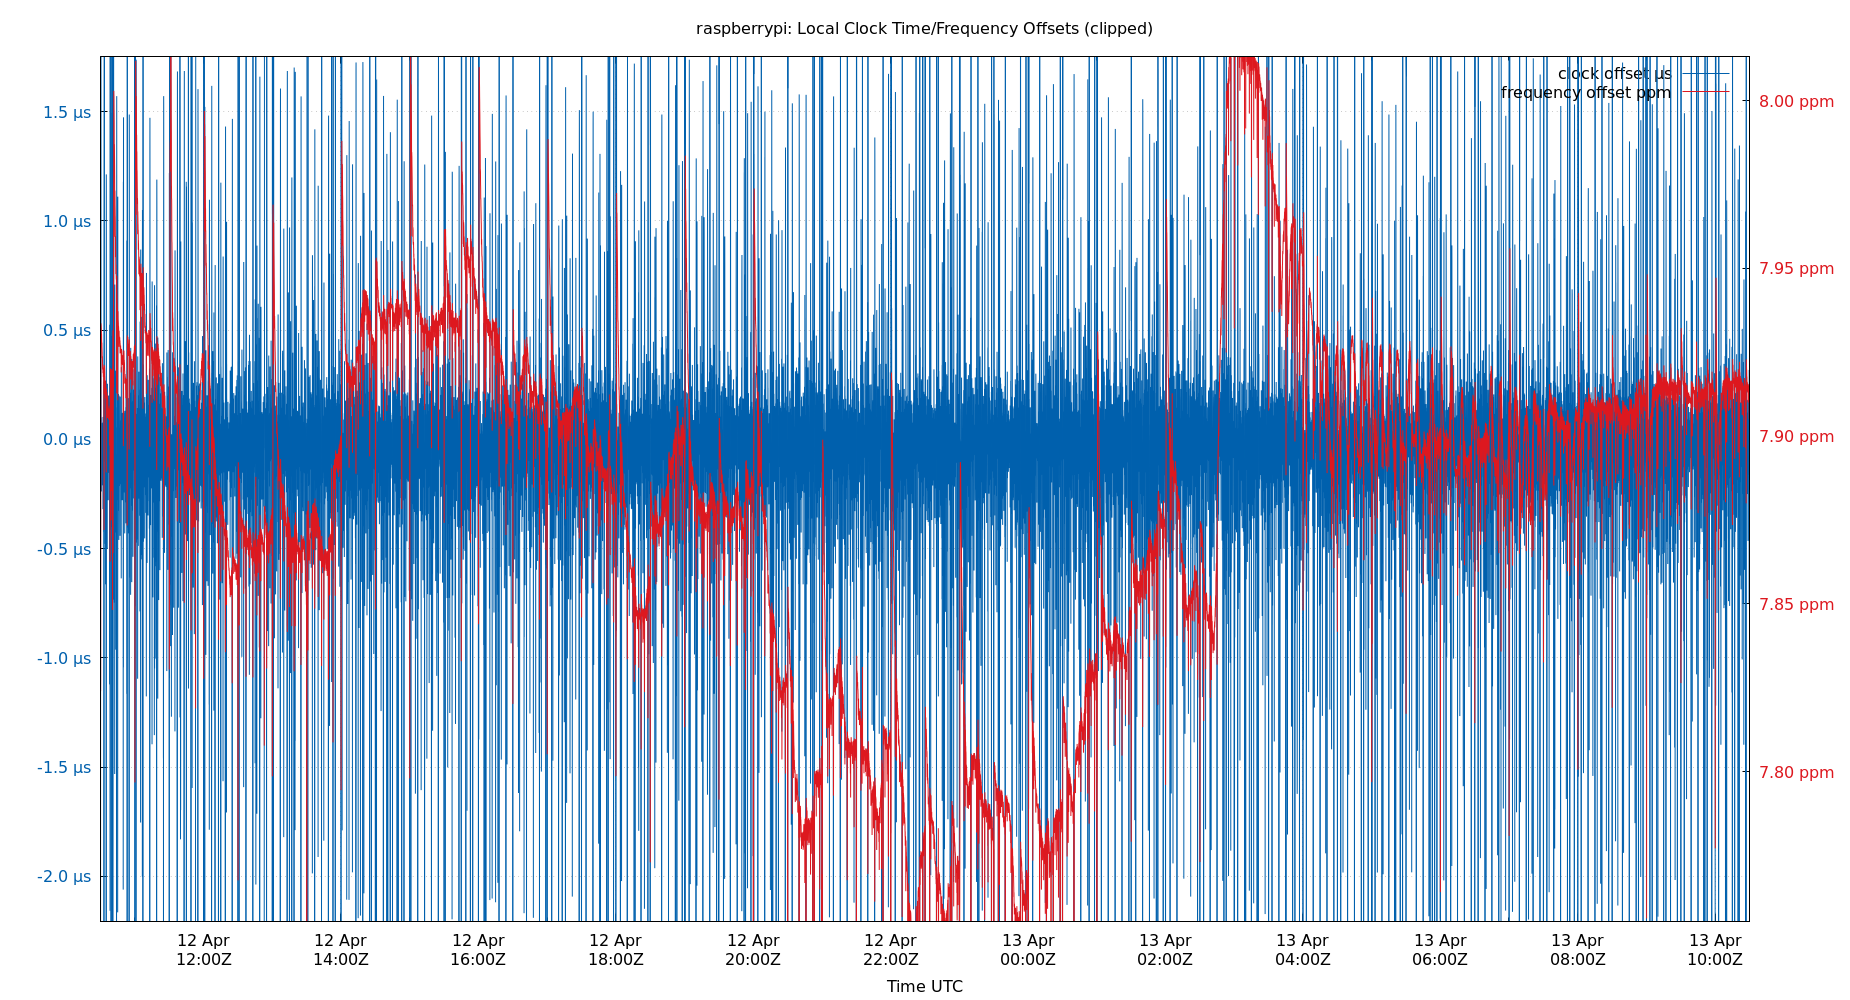 raspberrypi: Local Clock Time/Frequency Offsets (clipped)
clock offset µs
frequency offset ppm
1.5 µs
1.0 µs
0.5 µs
0.0 µs
-0.5 µs
-1.0 µs
-1.5 µs
-2.0 µs
8.00 ppm
7.95 ppm
7.90 ppm
7.85 ppm
7.80 ppm
12 Apr 12 Apr 12 Apr 12 Apr 12 Apr 12 Apr 13 Apr 13 Apr 13 Apr 13 Apr 13 Apr 13 Apr
12:00Z 14:00Z 16:00Z 18:00Z 20:00Z 22:00Z 00:00Z 02:00Z 04:00Z 06:00Z 08:00Z 10:00Z
Time UTC